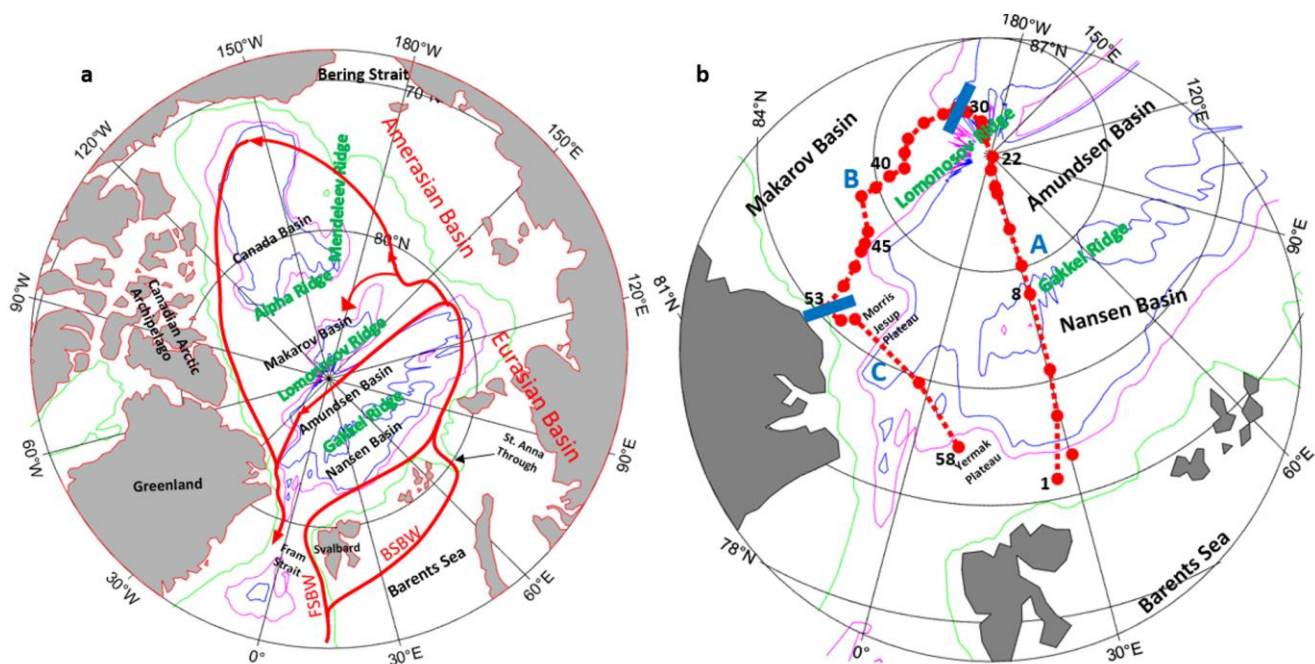 a
150°W
180°W
Bering Strait
70°N
150°E
120°W
Amerasian Basin
Mendeleev Ridge
Canada Basin
80°N
Alpha Ridge
90°W
Canadian Arctic
Archipelago
120°E
Makarov Basin
Lomonosov Ridge
Eurasian Basin
Amundsen Basin
Gakkel Ridge
Nansen Basin
60°W
St. Anna
Through
90°E
Greenland
Fram
Strait
Svalbard
BSBW
FSBW
Barents Sea
30°W
60°E
0°
30°E
b
180°W
87°N
150°E
84°N
30
120°E
Makarov Basin
Lomonosov Ridge
Amundsen Basin
40
22
B
90°E
45
A
Gakkel Ridge
81°N
53
8
Nansen Basin
Morris
Jesup
Plateau
C
58
Yermak
Plateau
1
60°E
78°N
Barents Sea
0°
30°E